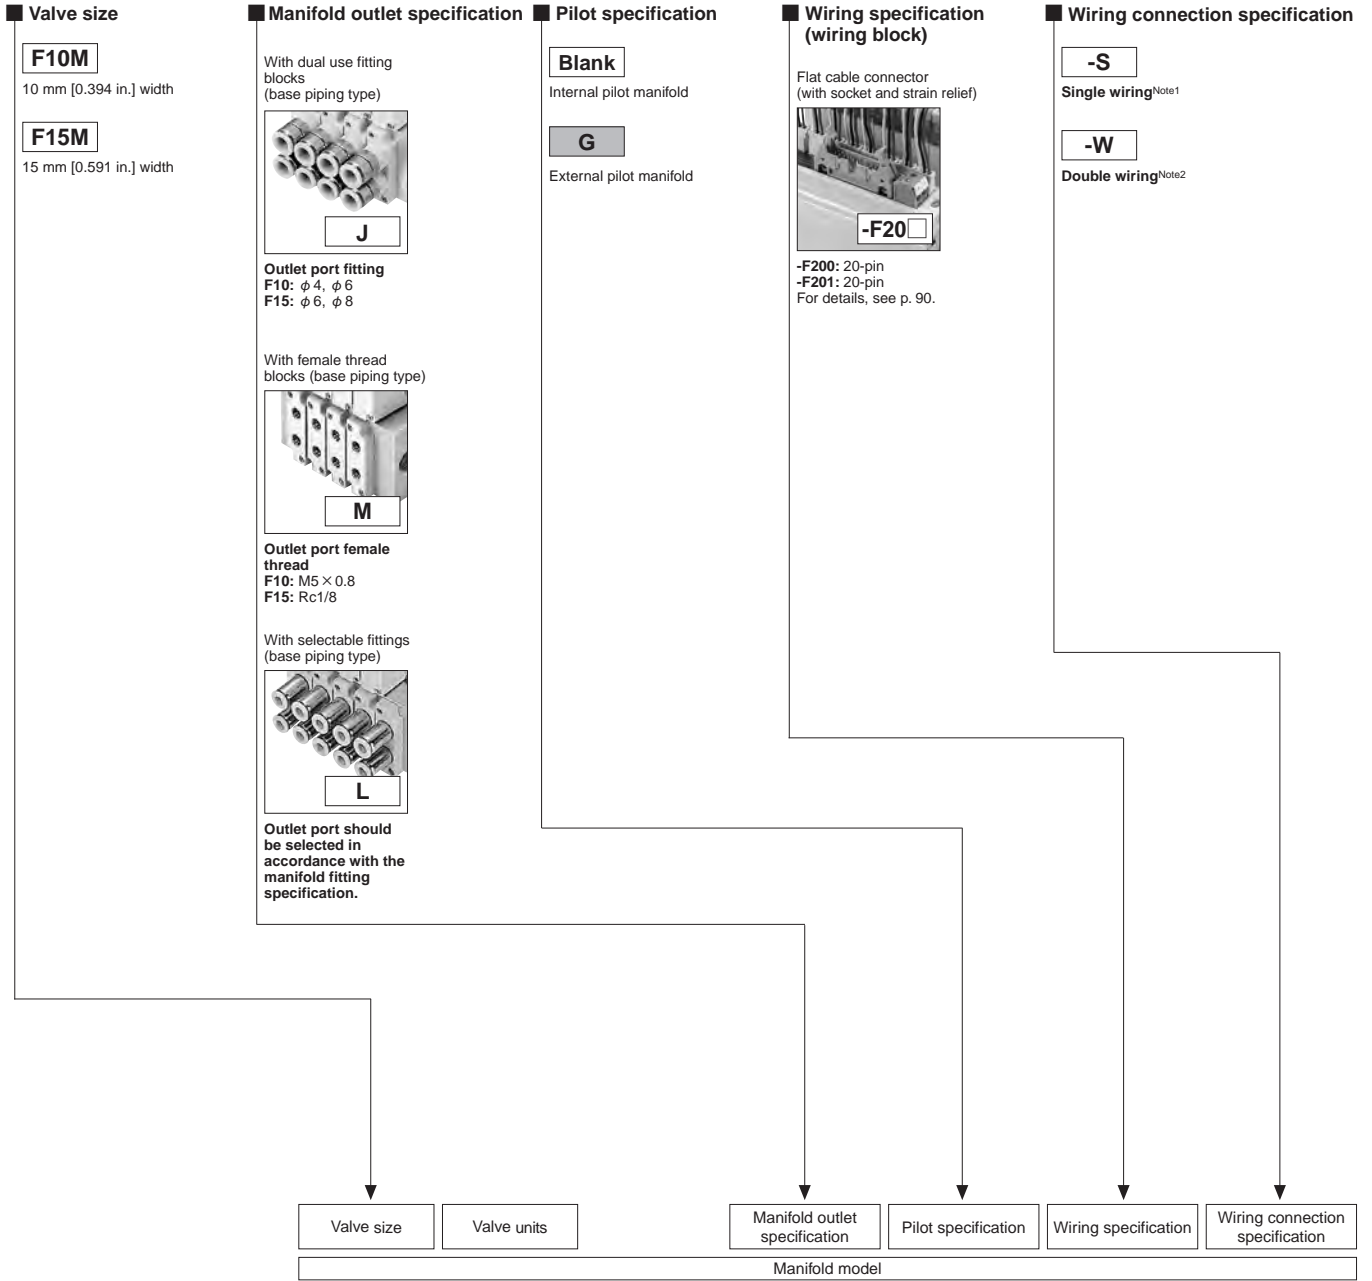 ■ Valve size
F10M
10 mm [0.394 in.] width
F15M
15 mm [0.591 in.] width
■ Manifold outlet specification
With dual use fitting
blocks
(base piping type)
J
Outlet port fitting
F10: φ4, φ6
F15: φ6, φ8
With female thread
blocks (base piping type)
M
Outlet port female
thread
F10: M5×0.8
F15: Rc1/8
With selectable fittings
(base piping type)
L
Outlet port should
be selected in
accordance with the
manifold fitting
specification.
■ Pilot specification
Blank
Internal pilot manifold
G
External pilot manifold
■ Wiring specification
(wiring block)
Flat cable connector
(with socket and strain relief)
-F20□
-F200: 20-pin
-F201: 20-pin
For details, see p. 90.
■ Wiring connection specification
-S
Single wiringNote1
-W
Double wiringNote2
Valve size
Valve units
Manifold outlet
specification
Pilot specification
Wiring specification
Wiring connection
specification
Manifold model